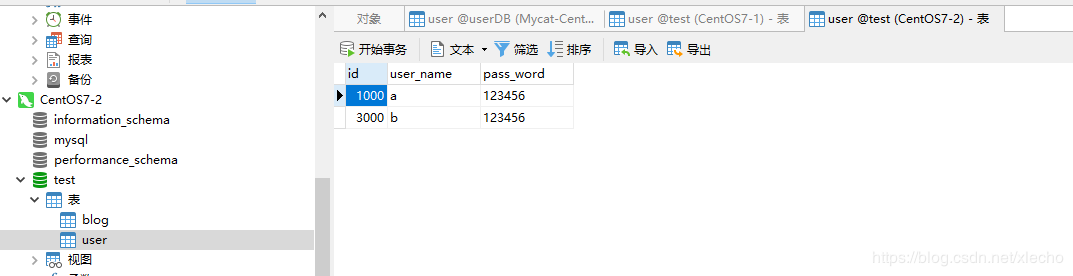 事件
查询
报表
备份
CentOS7-2
information_schema
mysql
performance_schema
test
表
blog
user
视图
对象 user @userDB (Mycat-Cent... user @test (CentOS7-1) - 表 user @test (CentOS7-2) - 表
开始事务 文本 筛选 排序 导入 导出
id user_name pass_word
1000 a 123456
3000 b 123456
https://blog.csdn.net/xlecho